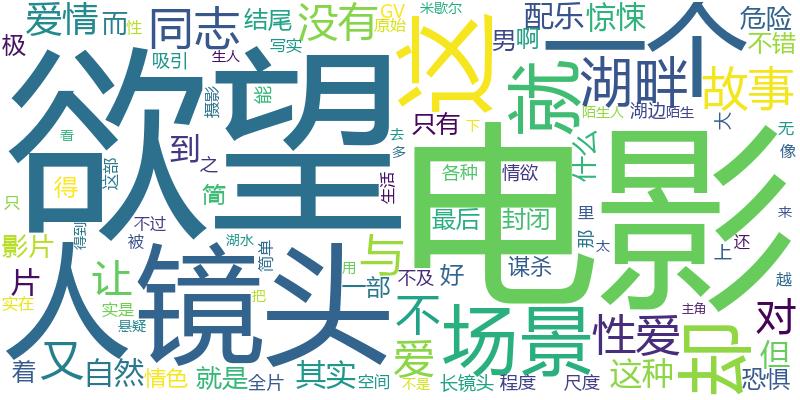 爱情 而 性 同志 结尾 没有 GV 原始 米歇尔 配乐 惊悚 一个 危险
极 吸引 写实 生人 男 啊 不错
欲望 摄影 能 这 就 湖畔 故事
到 之 只有 下 陌生人 湖边 陌生 大 无
得 这部 简 生活 去 多 电影 什么 像
看 只 各种 情欲 最后 封闭 里 那 太 上 还 来
影片 得到 不过 被 湖水 简单 与 谋杀 越
人 镜头 片 让 用 一部 不及 好 主角
实在 实是 悬疑 把 不 场景 性爱 却 对
着 又 自然 情色 就是 全片 其实 空间 爱 不是 长镜头 程度 尺度 这种 但 恐惧